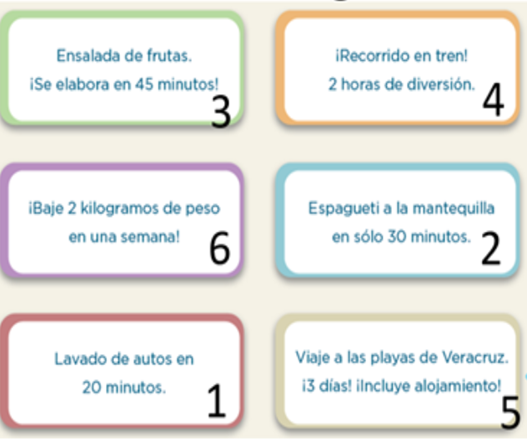 Ensalada de frutas.
¡Se elabora en 45 minutos!
3
¡Recorrido en tren!
2 horas de diversión.
4
¡Baje 2 kilogramos de peso
en una semana!
6
Espagueti a la mantequilla
en sólo 30 minutos.
2
Lavado de autos en
20 minutos.
1
Viaje a las playas de Veracruz.
¡3 días! ¡Incluye alojamiento!
5